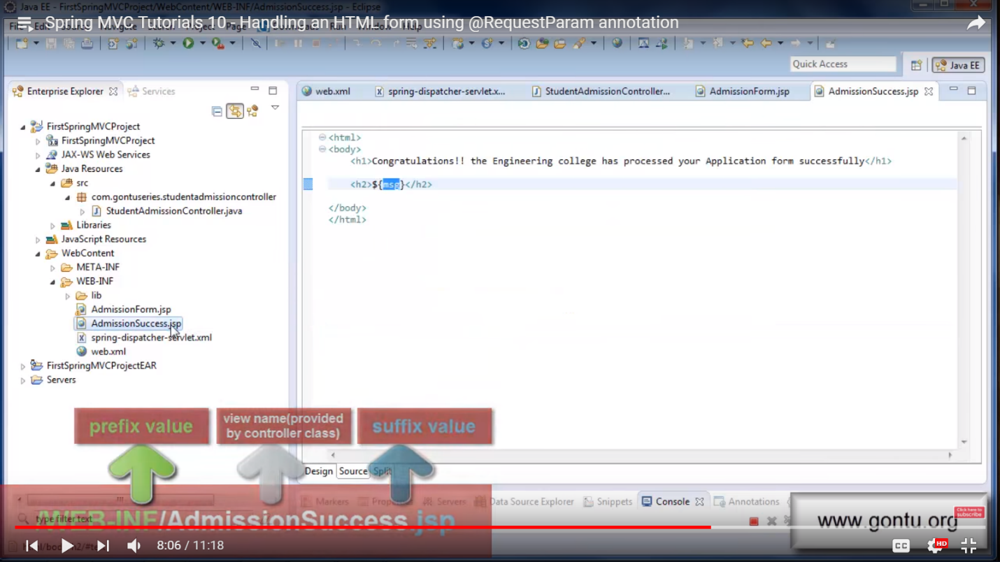 Java EE - FirstSpringMVCProject/WebContent/WEB-INF/AdmissionSuccess.jsp - Eclipse
Spring MVC Tutorials 10 - Handling an HTML form using @RequestParam annotation
Quick Access
Java EE
Enterprise Explorer
Services
web.xml
spring-dispatcher-servlet.x...
StudentAdmissionController...
AdmissionForm.jsp
AdmissionSuccess.jsp
FirstSpringMVCProject
FirstSpringMVCProject
JAX-WS Web Services
Java Resources
src
com.gontuseries.studentadmissioncontroller
StudentAdmissionController.java
Libraries
JavaScript Resources
WebContent
META-INF
WEB-INF
lib
AdmissionForm.jsp
AdmissionSuccess.jsp
spring-dispatcher-servlet.xml
web.xml
FirstSpringMVCProjectEAR
Servers
<html>
<body>
<h1>Congratulations!! the Engineering college has processed your Application form successfully</h1>
<h2>${msg}</h2>
</body>
</html>
prefix value
view name(provided
by controller class)
suffix value
Design
Source
Split
Markers
Servers
Data Source Explorer
Snippets
Console
Annotations
type filter text
/WEB-INF/AdmissionSuccess.jsp
www.gontu.org
Click here to
subscribe
8:06 / 11:18
CC
HD